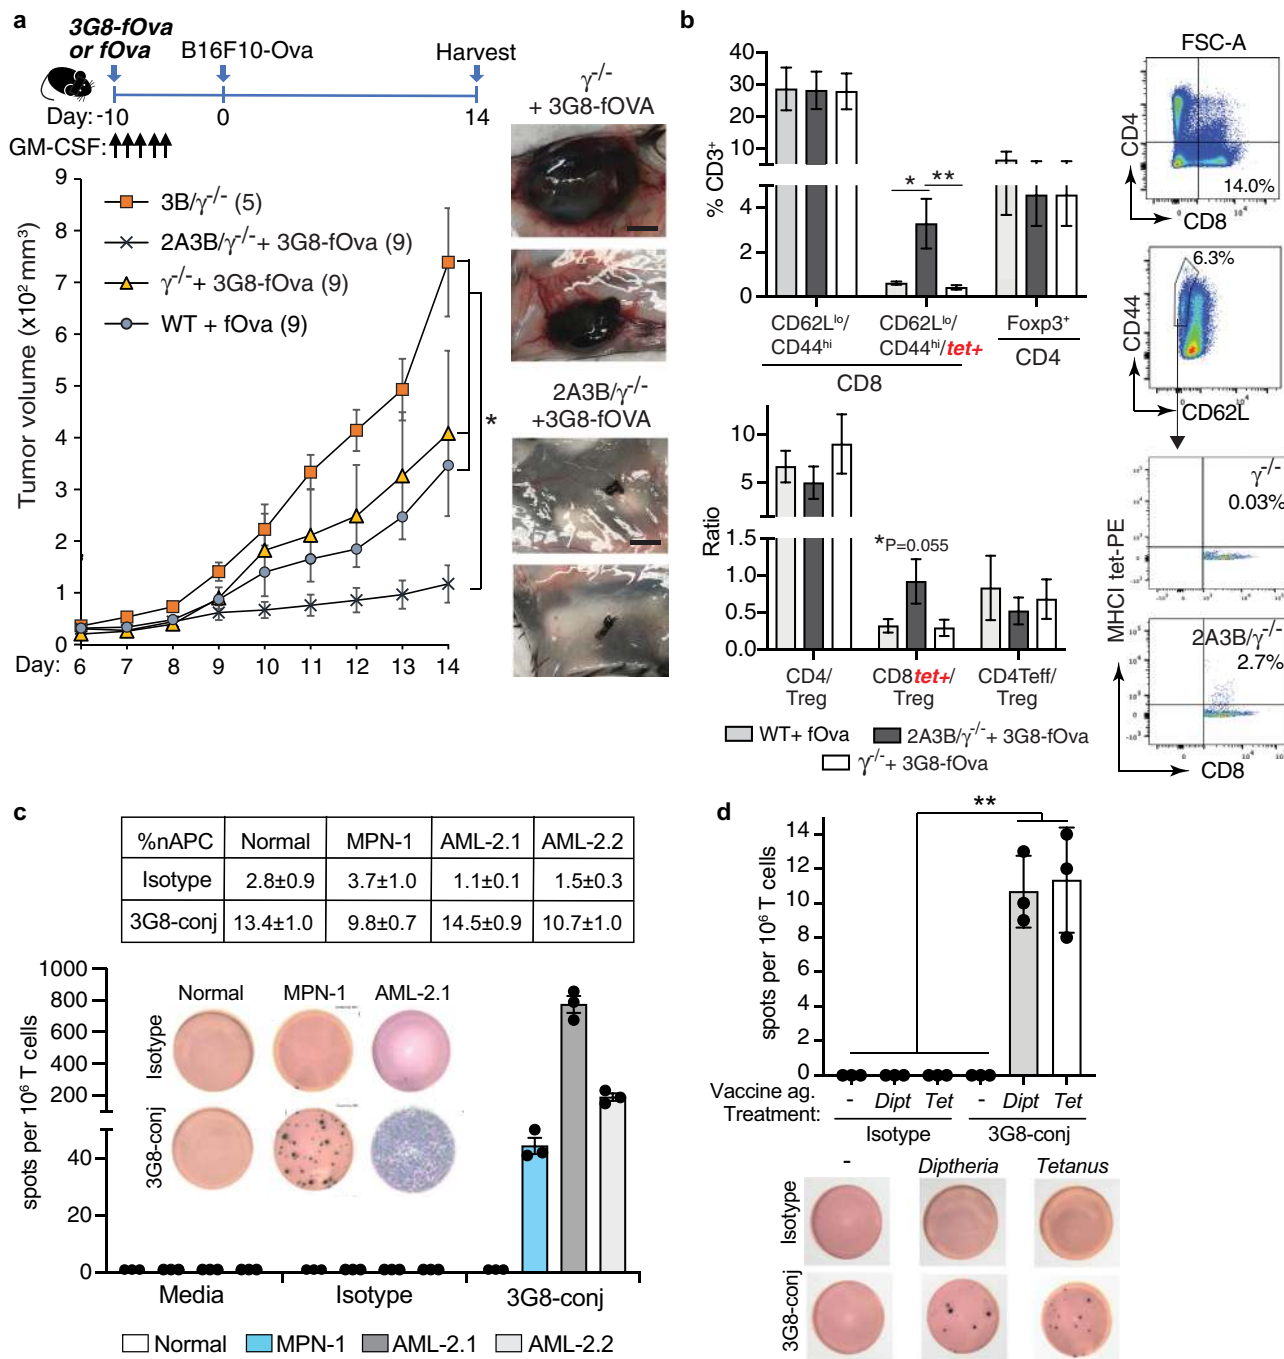 a
3G8-fOva
or fOva
B16F10-Ova
Harvest
Day:
-10
0
14
GM-CSF:
γ-/-
+ 3G8-fOVA
9
8
7
6
5
4
3
2
1
0
Tumor volume (x10² mm³)
3B/γ-/- (5)
2A3B/γ-/-+ 3G8-fOva (9)
γ-/-+ 3G8-fOva (9)
WT + fOva (9)
*
Day:
6 7 8 9 10 11 12 13 14
2A3B/γ-/-
+3G8-fOVA
b
40
30
20
10
4
2
0
% CD3+
* **
CD62Llo/
CD44hi
CD62Llo/
CD44hi/tet+
Foxp3+
CD4
CD8
10
5
1.5
1.0
0.5
0.0
Ratio
*P=0.055
CD4/
Treg
CD8tet+/
Treg
CD4Teff/
Treg
WT+ fOva
2A3B/γ-/-+ 3G8-fOva
γ-/-+ 3G8-fOva
FSC-A
CD4
14.0%
CD8
6.3%
CD44
CD62L
γ-/-
0.03%
MHCI tet-PE
2A3B/γ-/-
2.7%
CD8
c
%nAPC Normal MPN-1 AML-2.1 AML-2.2
Isotype 2.8±0.9 3.7±1.0 1.1±0.1 1.5±0.3
3G8-conj 13.4±1.0 9.8±0.7 14.5±0.9 10.7±1.0
1000
800
600
400
200
40
20
0
spots per 10⁶ T cells
Normal MPN-1 AML-2.1
Isotype
3G8-conj
Media Isotype 3G8-conj
Normal MPN-1 AML-2.1 AML-2.2
d
**
14
12
10
8
6
4
2
0
spots per 10⁶ T cells
Vaccine ag. - Dipt Tet - Dipt Tet
Treatment: Isotype 3G8-conj
- Diptheria Tetanus
Isotype
3G8-conj